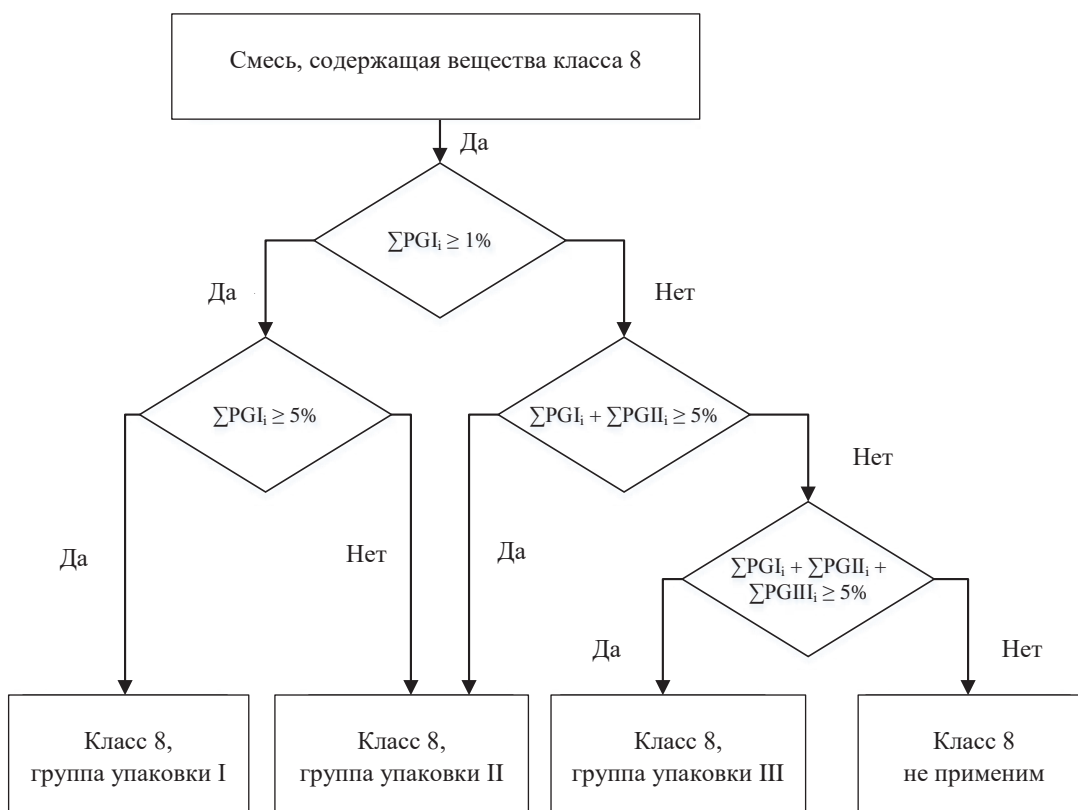 Смесь, содержащая вещества класса 8
Да
∑PGIᵢ ≥ 1%
Да
Нет
∑PGIᵢ ≥ 5%
∑PGIᵢ + ∑PGIIᵢ ≥ 5%
Нет
Да
Нет
Да
∑PGIᵢ + ∑PGIIᵢ +
∑PGIIIᵢ ≥ 5%
Да
Нет
Класс 8,
группа упаковки I
Класс 8,
группа упаковки II
Класс 8,
группа упаковки III
Класс 8
не применим